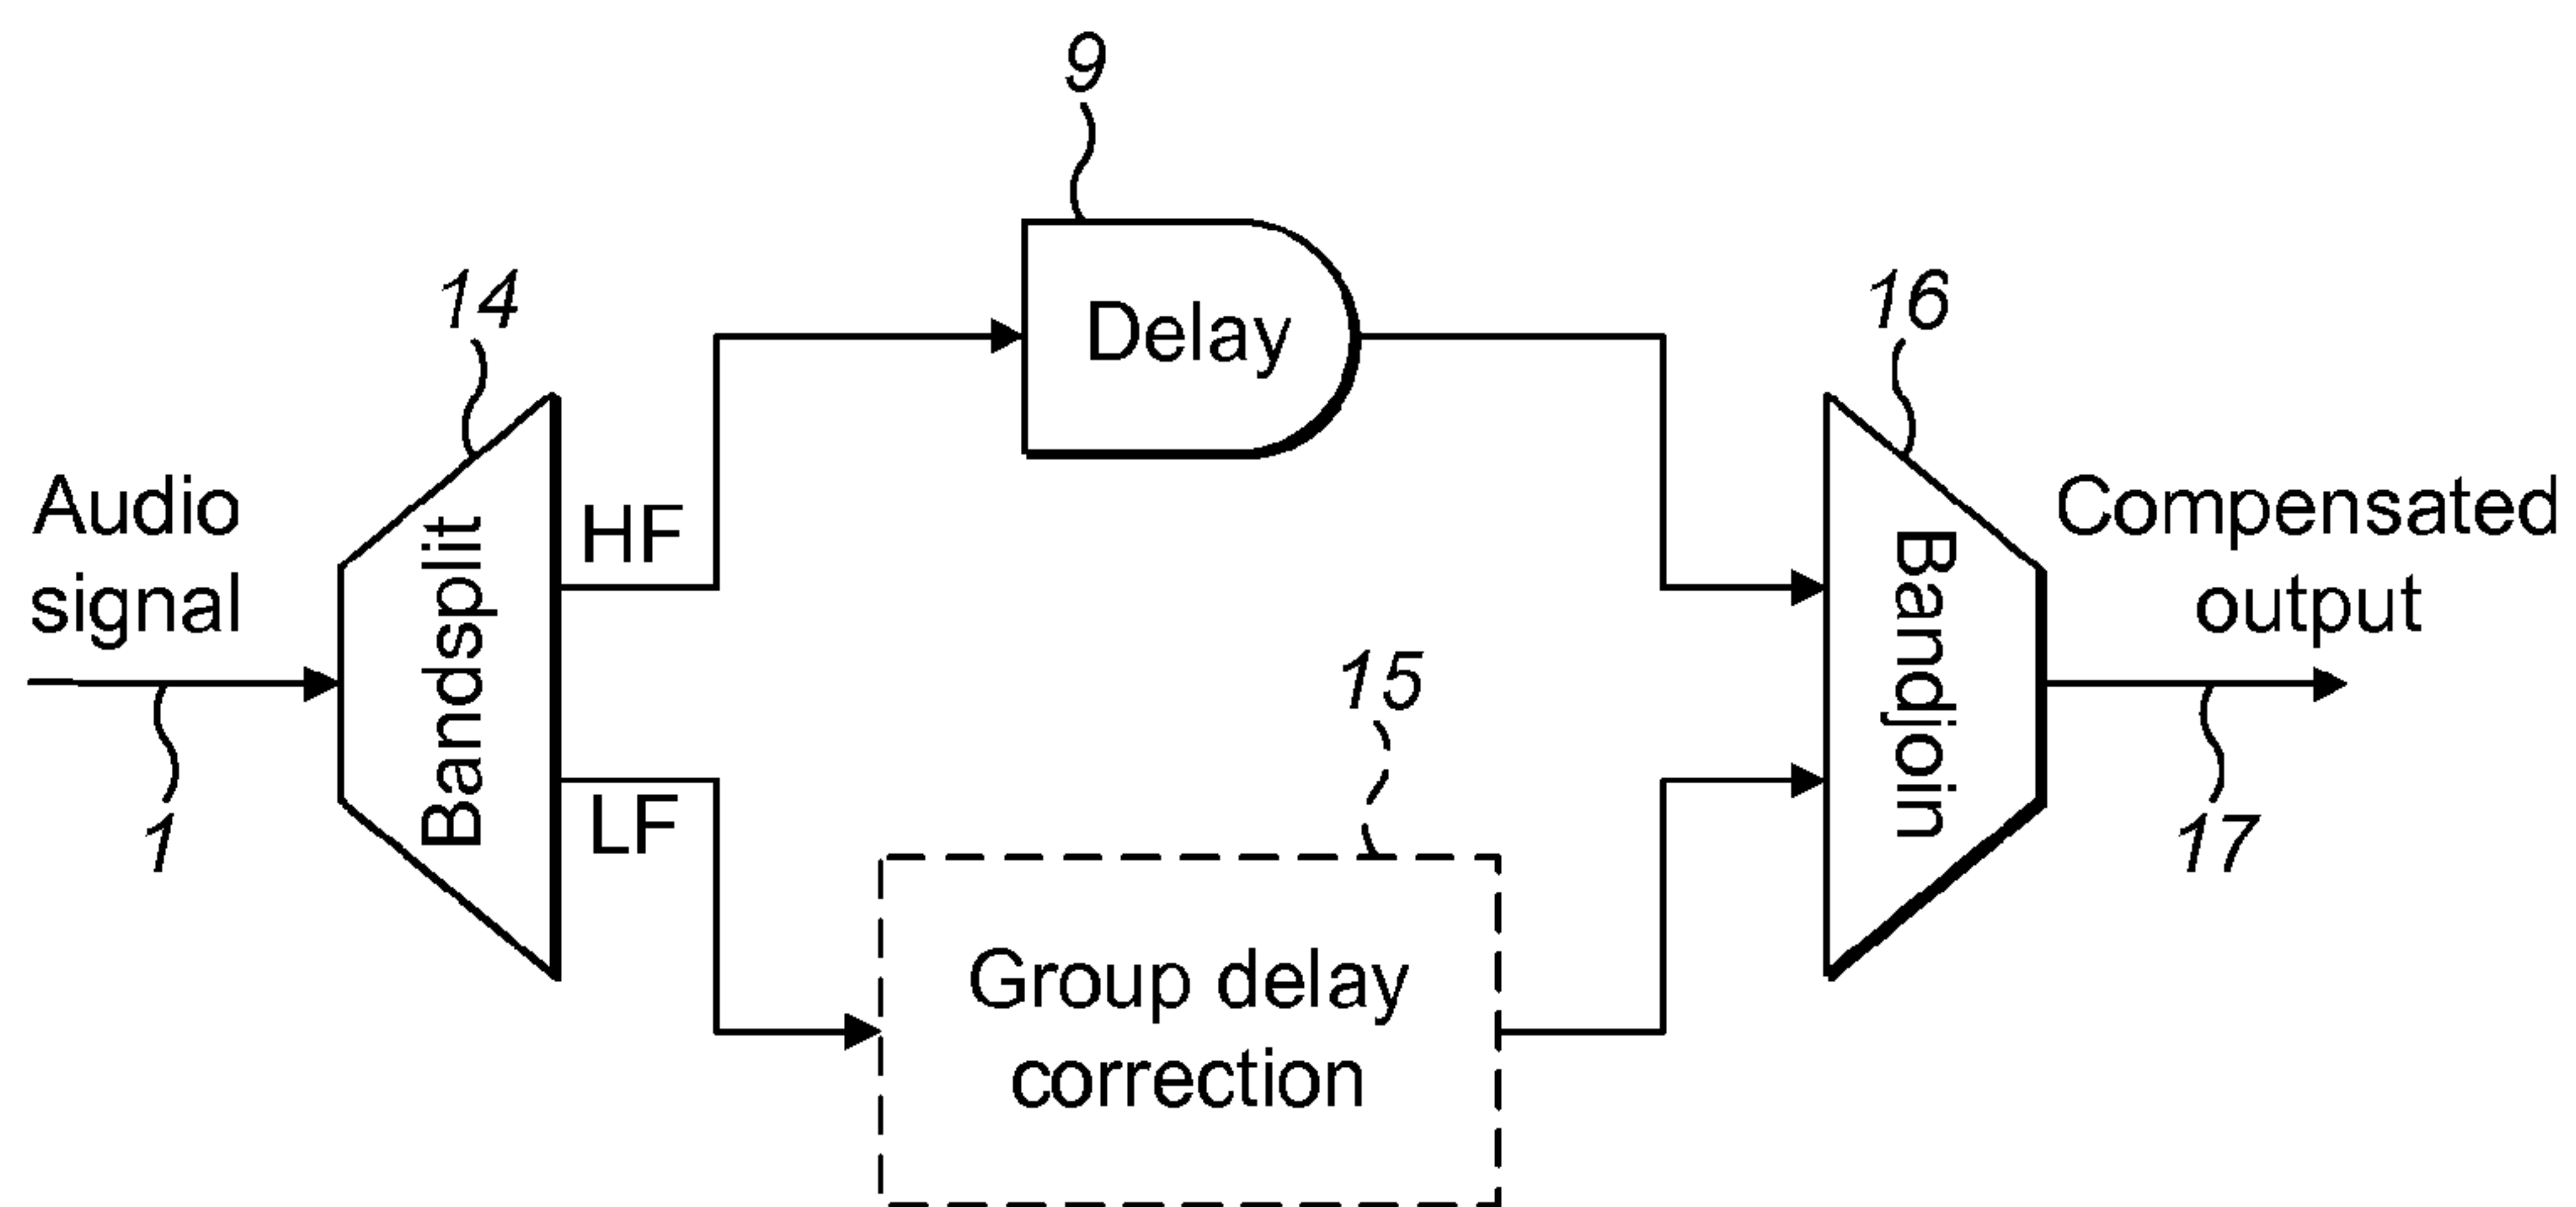 9
14
16
Audio
signal
Bandsplit
HF
Delay
Bandjoin
Compensated
output
1
LF
15
17
Group delay
correction